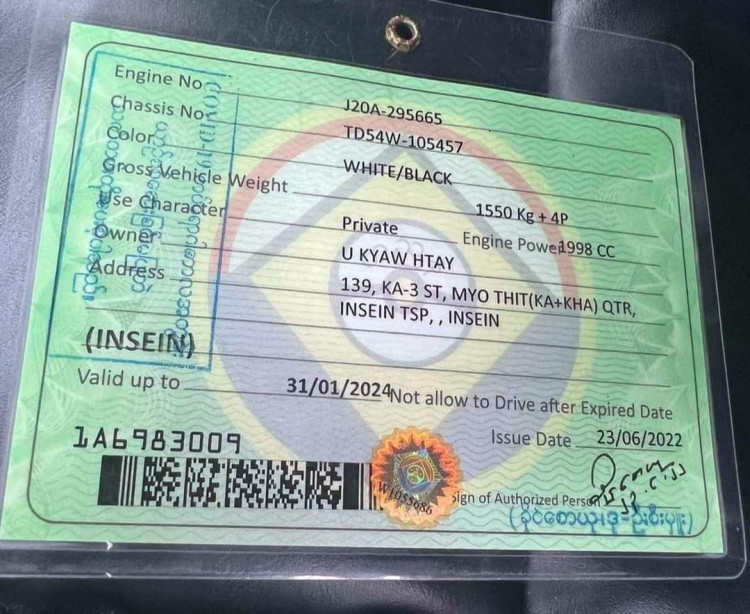 Engine No J20A-295665
Chassis No TD54W-105457
Color WHITE/BLACK
Gross Vehicle Weight 1550 Kg + 4P
Use Character Private Engine Power 1998 CC
Owner U KYAW HTAY
Address 139, KA-3 ST, MYO THIT(KA+KHA) QTR,
INSEIN TSP, , INSEIN
(INSEIN)
Valid up to 31/01/2024 Not allow to Drive after Expired Date
1A6983009
Issue Date 23/06/2022
W1055686
Sign of Authorized Person
COVID-19